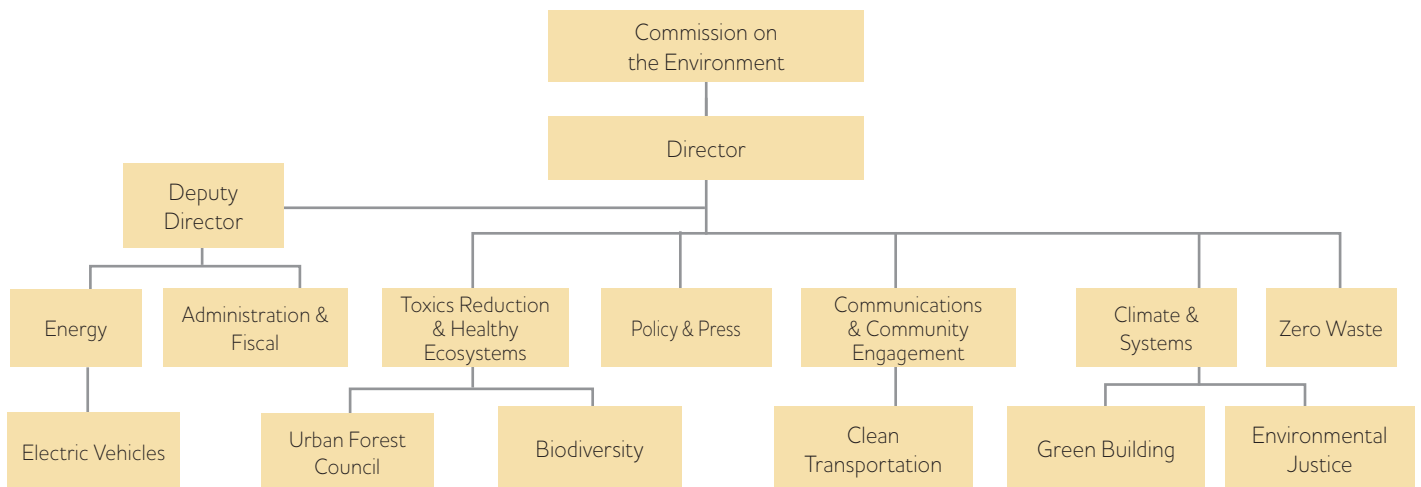 Commission on
the Environment
Director
Deputy
Director
Energy
Administration &
Fiscal
Toxics Reduction
& Healthy
Ecosystems
Policy & Press
Communications
& Community
Engagement
Climate &
Systems
Zero Waste
Electric Vehicles
Urban Forest
Council
Biodiversity
Clean
Transportation
Green Building
Environmental
Justice